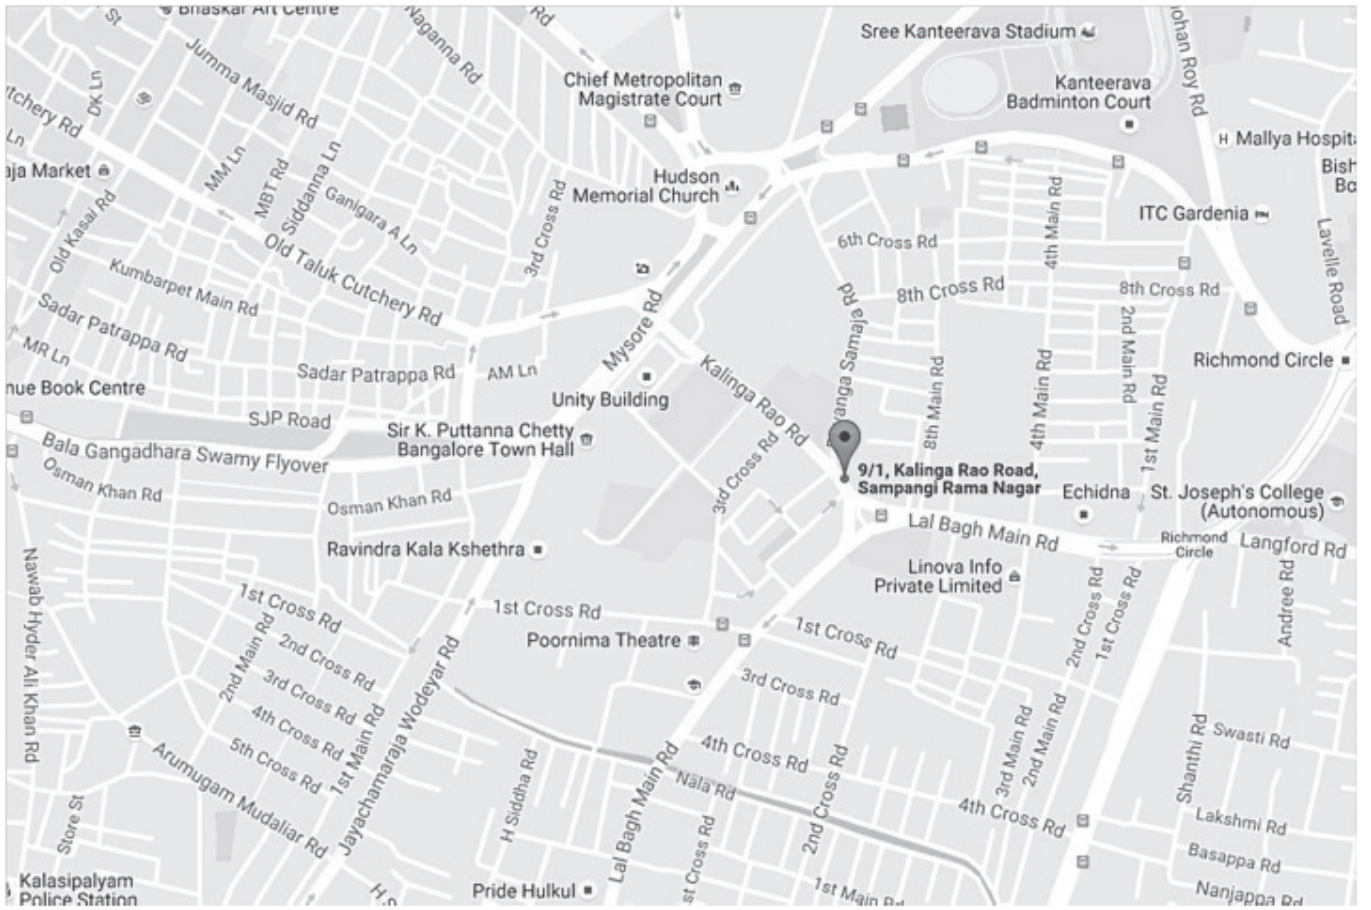 Bhaskar Art Centre
St
Rd
Naganna Rd
Jumma Masjid Rd
DK Ln
Sree Kanteerava Stadium
Chief Metropolitan
Magistrate Court
Kanteerava
Badminton Court
Mallya
MM Ln
MBT Rd
Siddanna Ln
Ganigara A Ln
Old Kasai Rd
3rd Cross Rd
Hudson
Memorial Church
4th Main Rd
ITC Gardenia
Lavelle Road
Old Taluk Cutchery Rd
Kumbarpet Main Rd
6th Cross Rd
8th Cross Rd
8th Cross Rd
Sadar Patrappa Rd
MR Ln
Sadar Patrappa Rd
AM Ln
Mysore Rd
Kalinga Rao Rd
2nd Main Rd
Richmond Circle
Book Centre
Unity Building
8th Main Rd
4th Main Rd
1st Main Rd
SJP Road
Sir K. Puttanna Chetty
Bangalore Town Hall
Bala Gangadhara Swamy Flyover
3rd Cross Rd
9/1, Kalinga Rao Road,
Sampangi Rama Nagar
Echidna
St. Joseph's College
(Autonomous)
Osman Khan Rd
Osman Khan Rd
Lal Bagh Main Rd
Richmond
Circle
Langford Rd
Ravindra Kala Kshethra
Linova Info
Private Limited
Nawab Hyder Ali Khan Rd
1st Cross Rd
1st Cross Rd
2nd Cross Rd
1st Cross Rd
Andree Rd
Poornima Theatre
1st Cross Rd
2nd Main Rd
2nd Cross Rd
3rd Cross Rd
3rd Cross Rd
4th Cross Rd
5th Cross Rd
1st Main Rd
Jayachamaraja Wodeyar Rd
4th Cross Rd
Nala Rd
3rd Main Rd
2nd Main Rd
Shanthi Rd
Swasti Rd
Arumugam Mudaliar Rd
Store St
H Siddha Rd
Lal Bagh Main Rd
2nd Cross Rd
4th Cross Rd
Lakshmi Rd
Basappa Rd
Nanjappa Rd
Kalasipalyam
Police Station
Pride Hulkul
Cross Rd
1st Main Rd